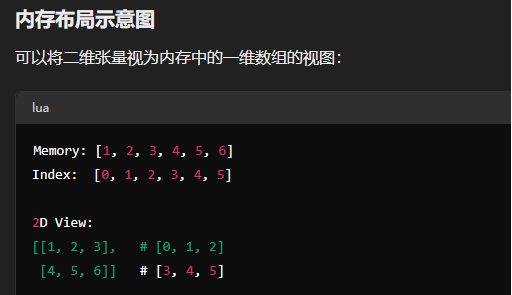 内存布局示意图
可以将二维张量视为内存中的一维数组的视图：
lua
Memory: [1, 2, 3, 4, 5, 6]
Index:  [0, 1, 2, 3, 4, 5]
2D View:
[[1, 2, 3],   # [0, 1, 2]
 [4, 5, 6]]   # [3, 4, 5]